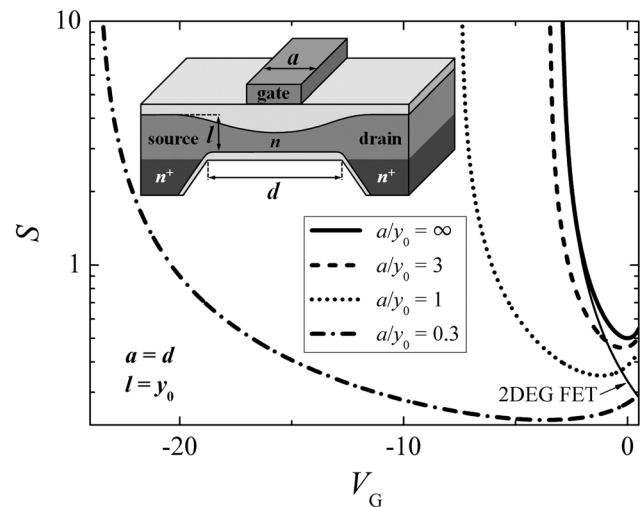 10
1
S
a
gate
source
l
n
drain
n+
n+
d
a/y0 = ∞
a/y0 = 3
a/y0 = 1
a/y0 = 0.3
a = d
l = y0
2DEG FET
-20
-10
0
VG